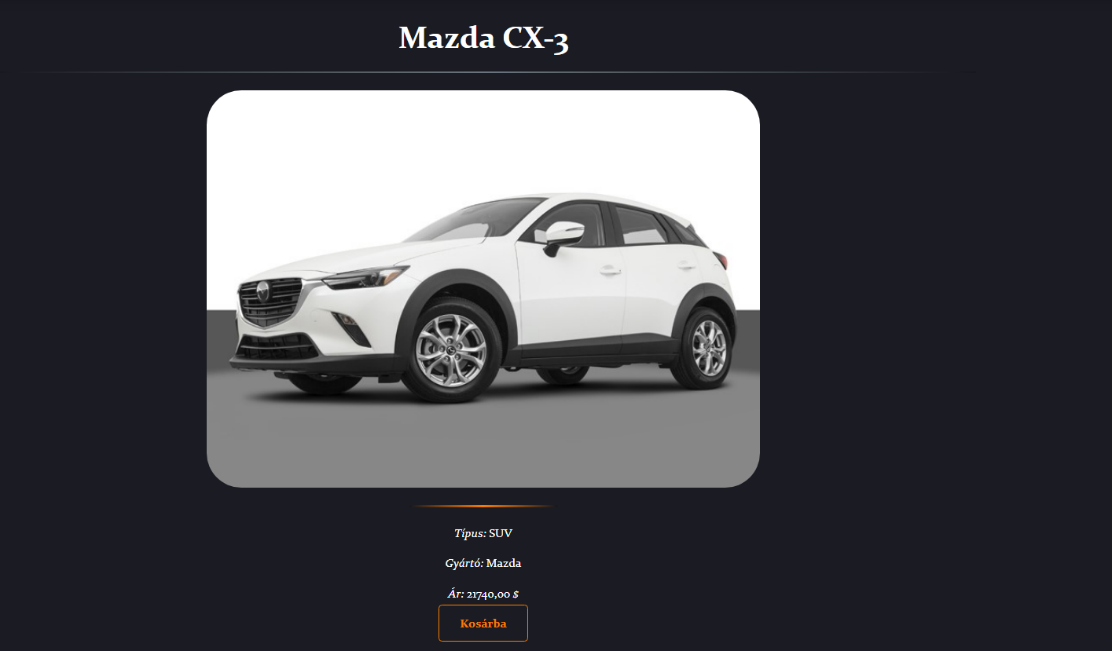 Mazda CX-3
Típus: SUV
Gyártó: Mazda
Ár: 21740,00 $
Kosárba